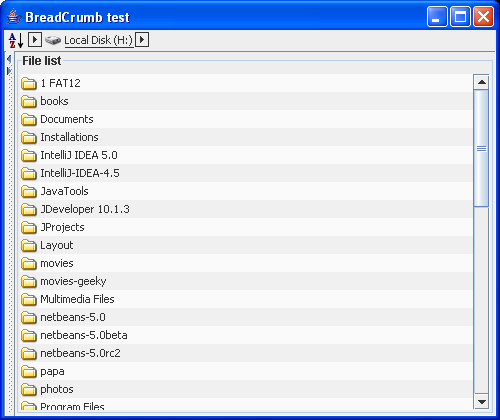 BreadCrumb test
A Z Local Disk (H:)
File list
1 FAT12
books
Documents
Installations
IntelliJ IDEA 5.0
IntelliJ-IDEA-4.5
JavaTools
JDeveloper 10.1.3
JProjects
Layout
movies
movies-geeky
Multimedia Files
netbeans-5.0
netbeans-5.0beta
netbeans-5.0rc2
papa
photos
Program Files